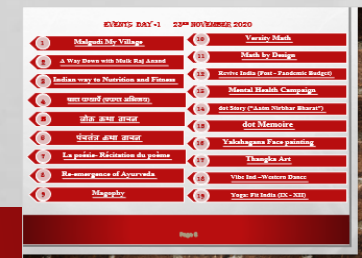 EVENTS DAY -1 23RD NOVEMBER 2020
1 Malgudi My Village
2 A Way Down with Mulk Raj Anand
3 Indian way to Nutrition and Fitness
4
5 लोक कथा वाचन
6 पंचतंत्र कथा वाचन
7 La poésie- Récitation du poème
8 Re-emergence of Ayurveda
9 Magophy
10 Varsity Math
11 Math by Design
12 Revive India (Post - Pandemic Budget)
13 Mental Health Campaign
14 dot Story ("Aatm Nirbhar Bharat")
15 dot Memoire
16 Yakshagana Face painting
17 Thangka Art
18 Vibe Ind -Western Dance
19 Yoga: Fit India (IX - XII)
Page 6